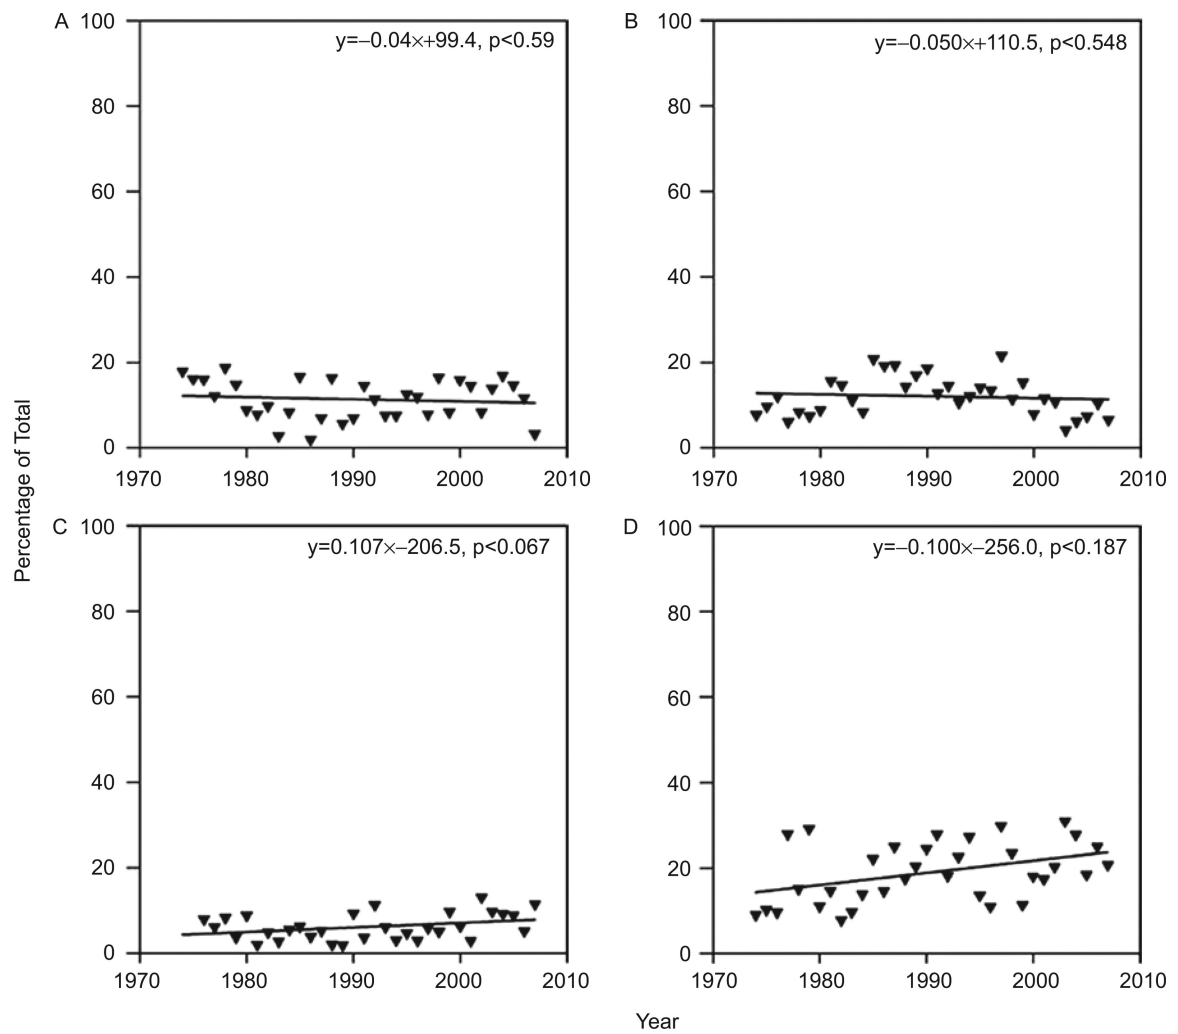 A 100
y=−0.04×+99.4, p<0.59
80
60
40
20
0
1970 1980 1990 2000 2010
B 100
y=−0.050×+110.5, p<0.548
80
60
40
20
0
1970 1980 1990 2000 2010
Percentage of Total
C 100
y=0.107×−206.5, p<0.067
80
60
40
20
0
1970 1980 1990 2000 2010
D 100
y=−0.100×−256.0, p<0.187
80
60
40
20
0
1970 1980 1990 2000 2010
Year